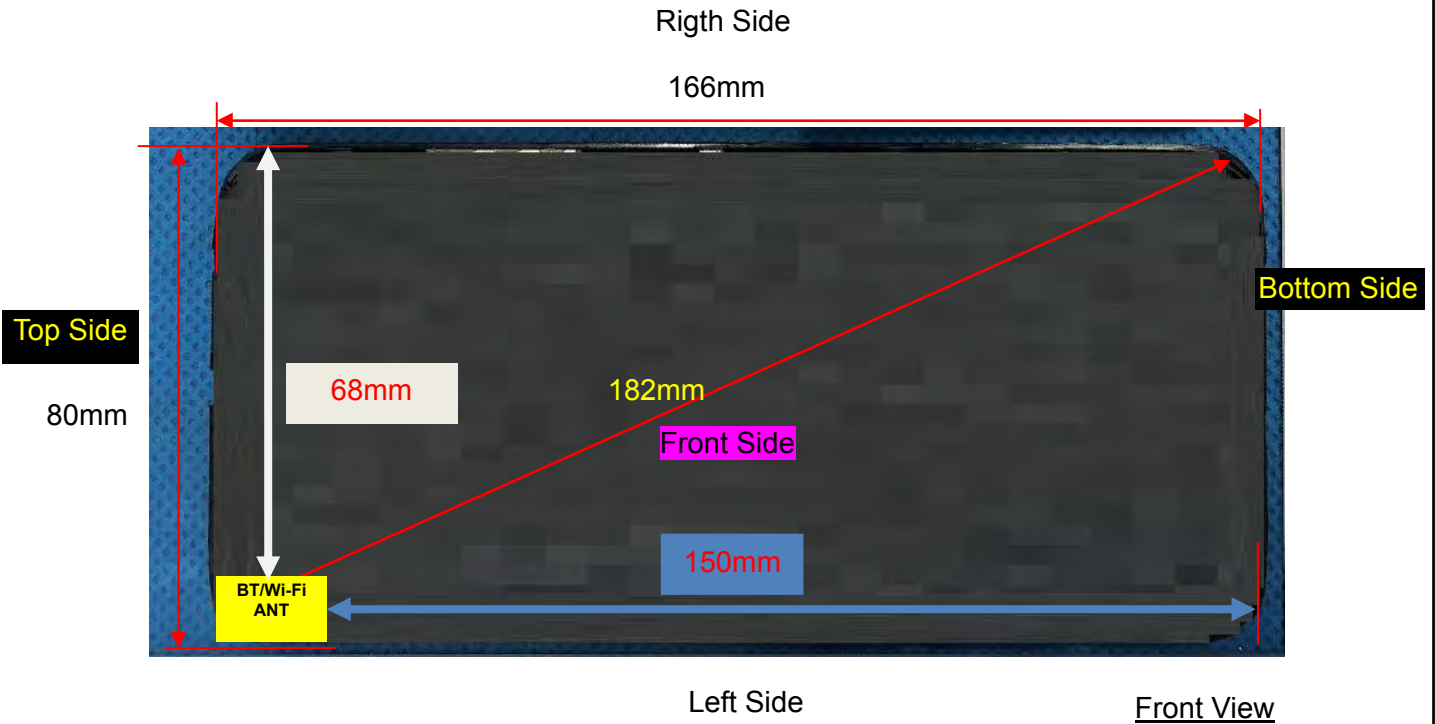 Rigth Side
166mm
Bottom Side
Top Side
68mm
182mm
80mm
Front Side
150mm
BT/Wi-Fi
ANT
Left Side
Front View